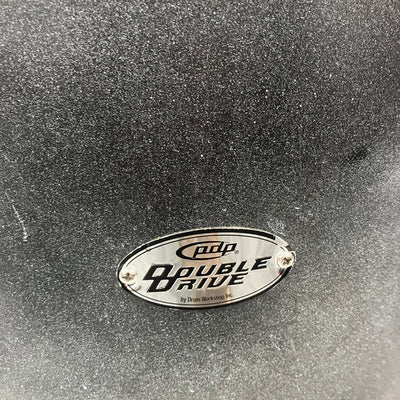 pdp®
DOUBLE
DRIVE
by Drum Workshop Inc.